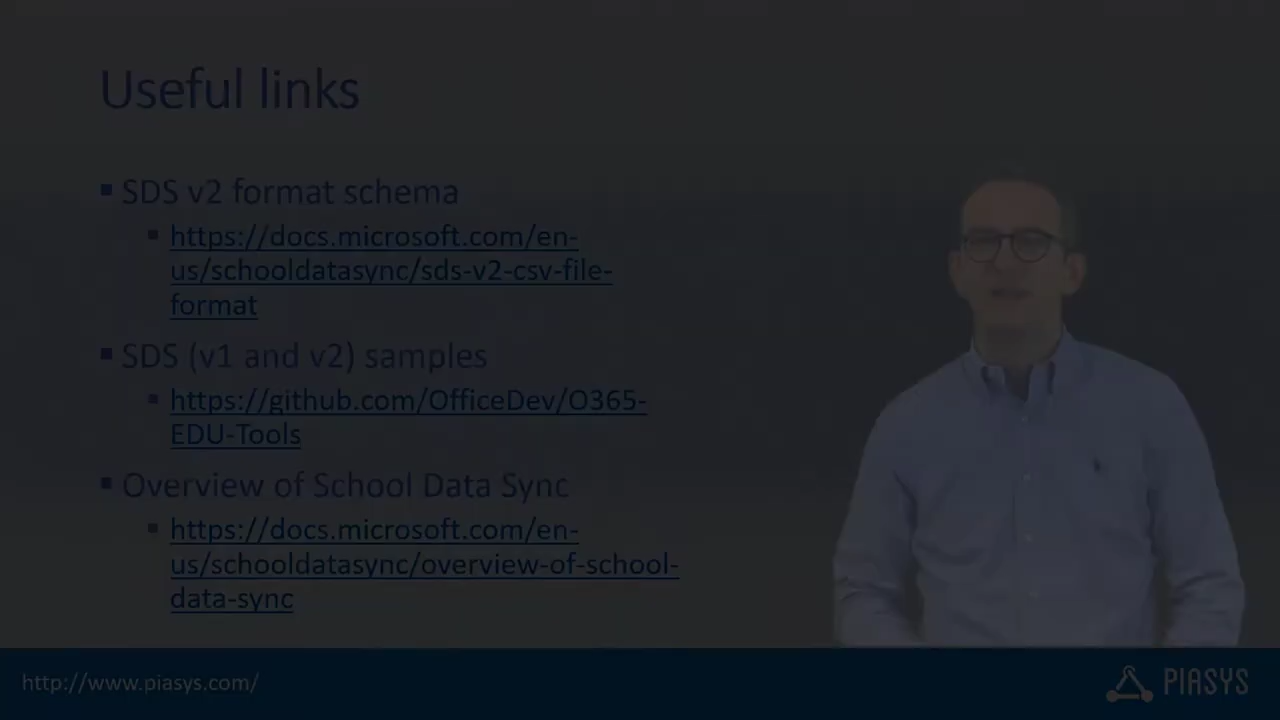 Useful links
SDS v2 format schema
https://docs.microsoft.com/en-
us/schooldatasync/sds-v2-csv-file-
format
SDS (v1 and v2) samples
https://github.com/OfficeDev/O365-
EDU-Tools
Overview of School Data Sync
https://docs.microsoft.com/en-
us/schooldatasync/overview-of-school-
data-sync
http://www.piasys.com/
PIASYS